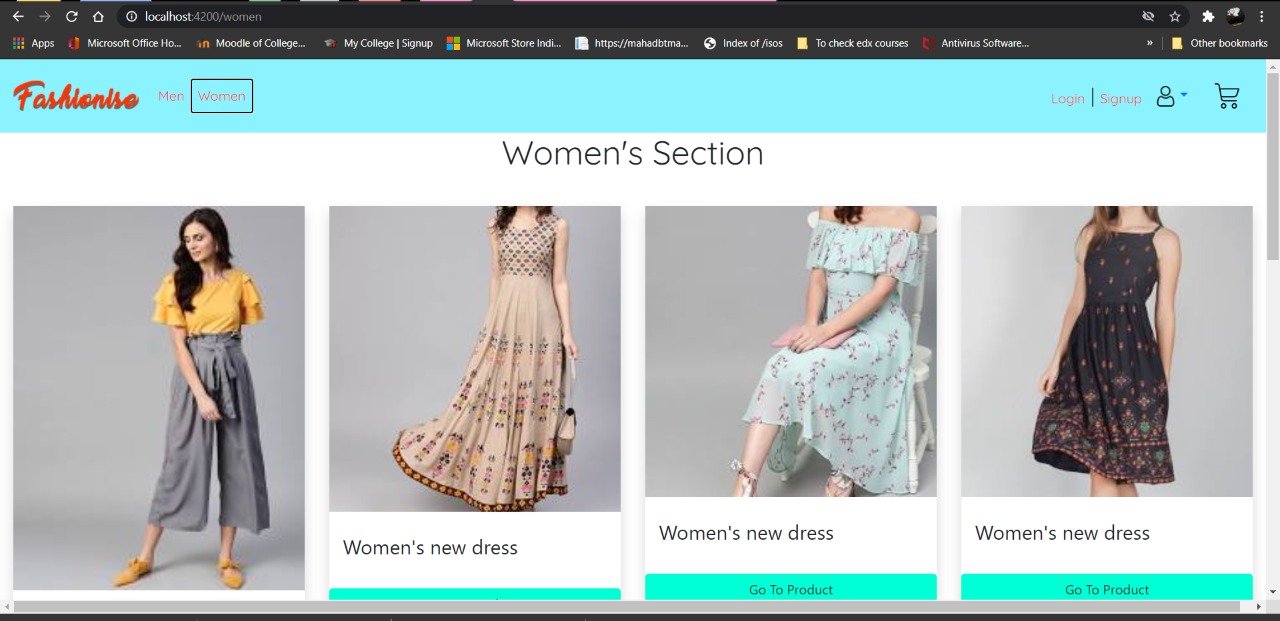 localhost:4200/women
Apps Microsoft Office Ho... Moodle of College... My College | Signup Microsoft Store Indi... https://mahadbtma... Index of /isos To check edx courses Antivirus Software... » Other bookmarks
Fashionise Men Women Login Signup
Women's Section
Women's new dress
Women's new dress
Women's new dress
Go To Product
Go To Product